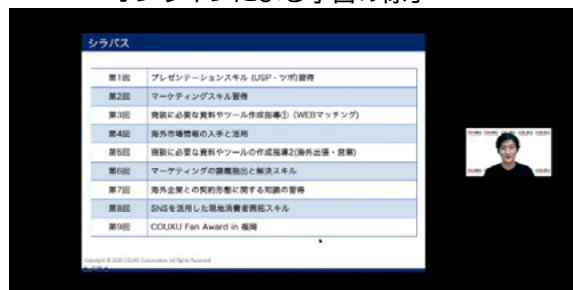 シラバス
第1回 プレゼンテーションスキル (USP・ツボ)習得
第2回 マーケティングスキル習得
第3回 商談に必要な資料やツール作成指導① (WEBマッチング)
第4回 海外市場情報の入手と活用
第5回 商談に必要な資料やツールの作成指導2(海外出張・営業)
第6回 マーケティングの課題抽出と解決スキル
第7回 海外企業との契約形態に関する知識の習得
第8回 SNSを活用した現地消費者開拓スキル
第9回 COUXU Fan Award in 福岡
Copyright © 2020 COUXU Corporation. All Rights Reserved